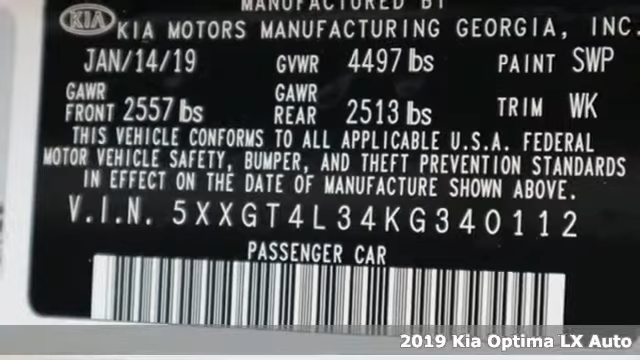 MANUFACTURED BY
KIA KIA MOTORS MANUFACTURING GEORGIA, INC.
JAN/14/19 GVWR 4497 lbs PAINT SWP
GAWR FRONT 2557 lbs GAWR REAR 2513 lbs TRIM WK
THIS VEHICLE CONFORMS TO ALL APPLICABLE U.S.A. FEDERAL
MOTOR VEHICLE SAFETY, BUMPER, AND THEFT PREVENTION STANDARDS
IN EFFECT ON THE DATE OF MANUFACTURE SHOWN ABOVE.
V.I.N. 5XXGT4L34KG340112
PASSENGER CAR
2019 Kia Optima LX Auto